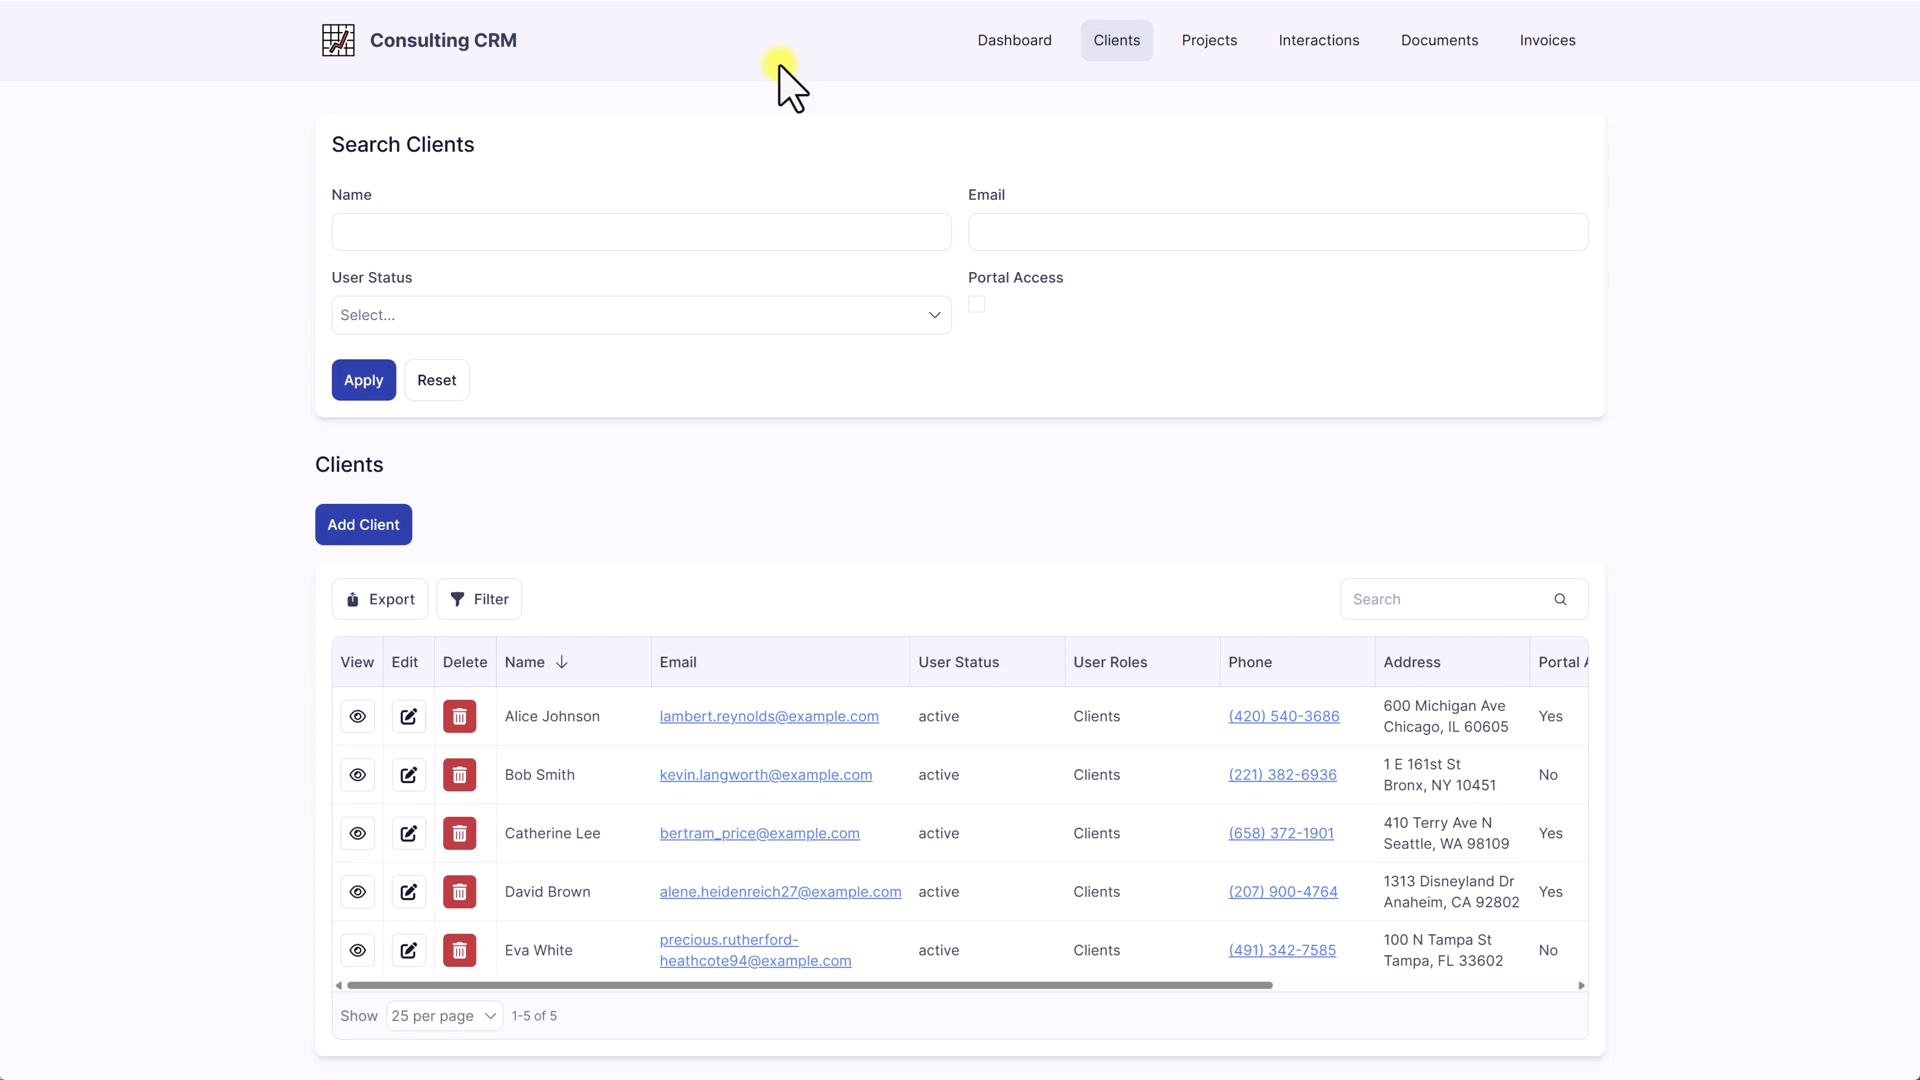 Consulting CRM
Dashboard Clients Projects Interactions Documents Invoices
Search Clients
Name Email
User Status Portal Access
Select...
Apply Reset
Clients
Add Client
Export Filter Search
View Edit Delete Name Email User Status User Roles Phone Address Portal
Alice Johnson lambert.reynolds@example.com active Clients (420) 540-3686 600 Michigan Ave Yes
Chicago, IL 60605
Bob Smith kevin.langworth@example.com active Clients (221) 382-6936 1 E 161st St No
Bronx, NY 10451
Catherine Lee bertram_price@example.com active Clients (658) 372-1901 410 Terry Ave N Yes
Seattle, WA 98109
David Brown alene.heidenreich27@example.com active Clients (207) 900-4764 1313 Disneyland Dr Yes
Anaheim, CA 92802
Eva White precious.rutherford- active Clients (491) 342-7585 100 N Tampa St No
heathcote94@example.com Tampa, FL 33602
Show 25 per page 1-5 of 5